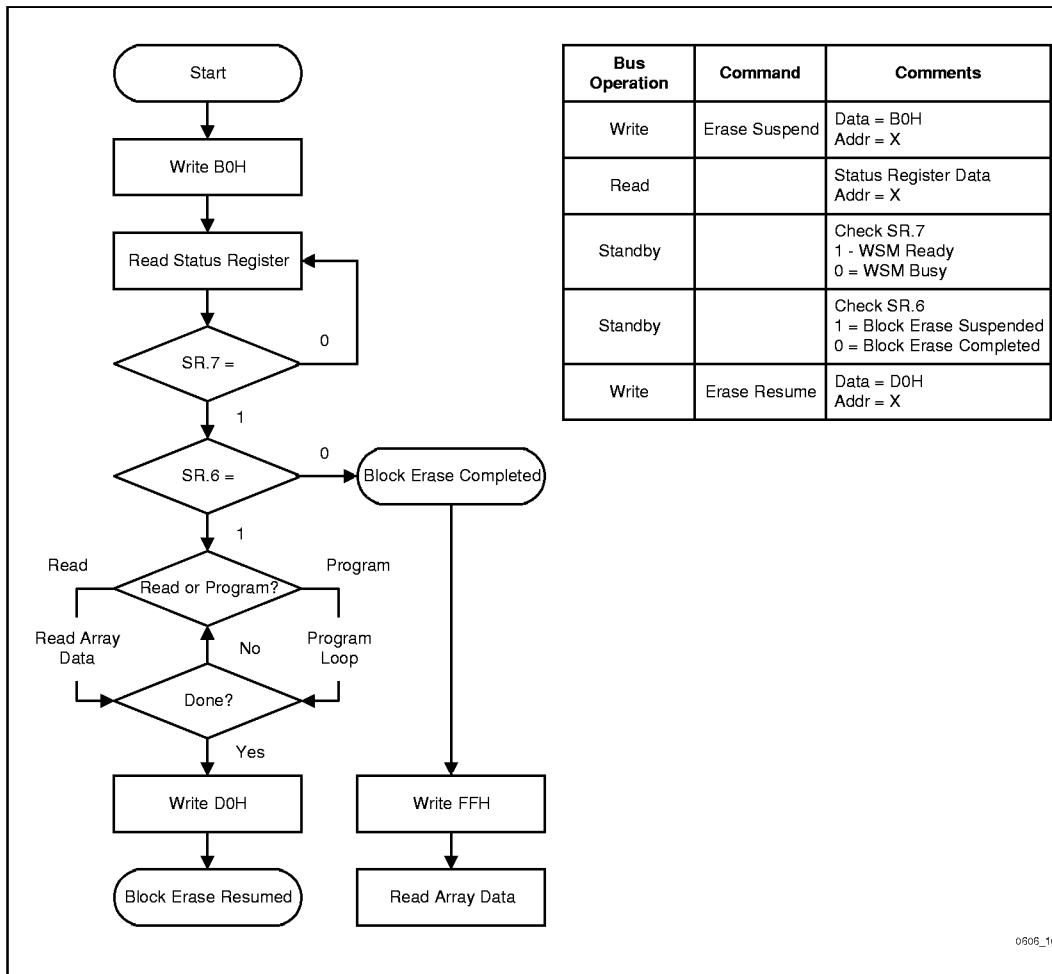 Start
Write B0H
Read Status Register
0
SR.7 =
1
0
SR.6 =
Block Erase Completed
1
Read
Program
Read or Program?
Read Array
Data
No
Program
Loop
Done?
Yes
Write D0H
Write FFH
Block Erase Resumed
Read Array Data
Bus
Operation
Command
Comments
Write
Erase Suspend
Data = B0H
Addr = X
Read
Status Register Data
Addr = X
Standby
Check SR.7
1 - WSM Ready
0 = WSM Busy
Standby
Check SR.6
1 = Block Erase Suspended
0 = Block Erase Completed
Write
Erase Resume
Data = D0H
Addr = X